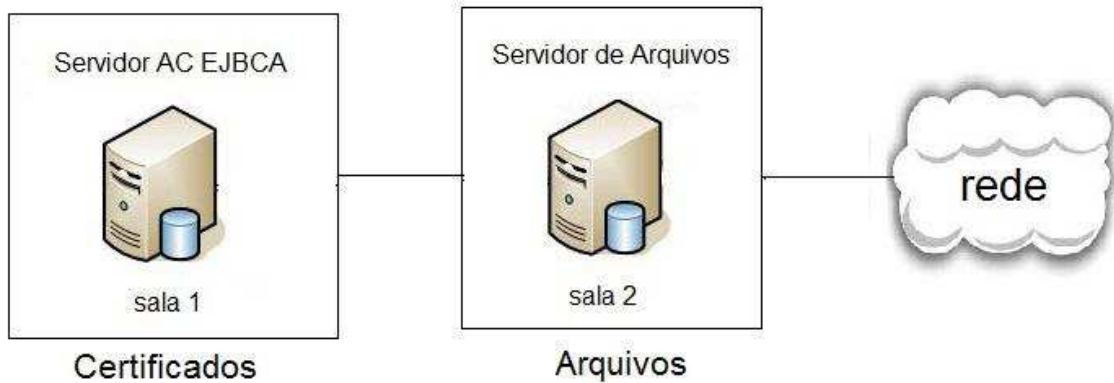 Servidor AC EJBCA
sala 1
Certificados
Servidor de Arquivos
sala 2
Arquivos
rede